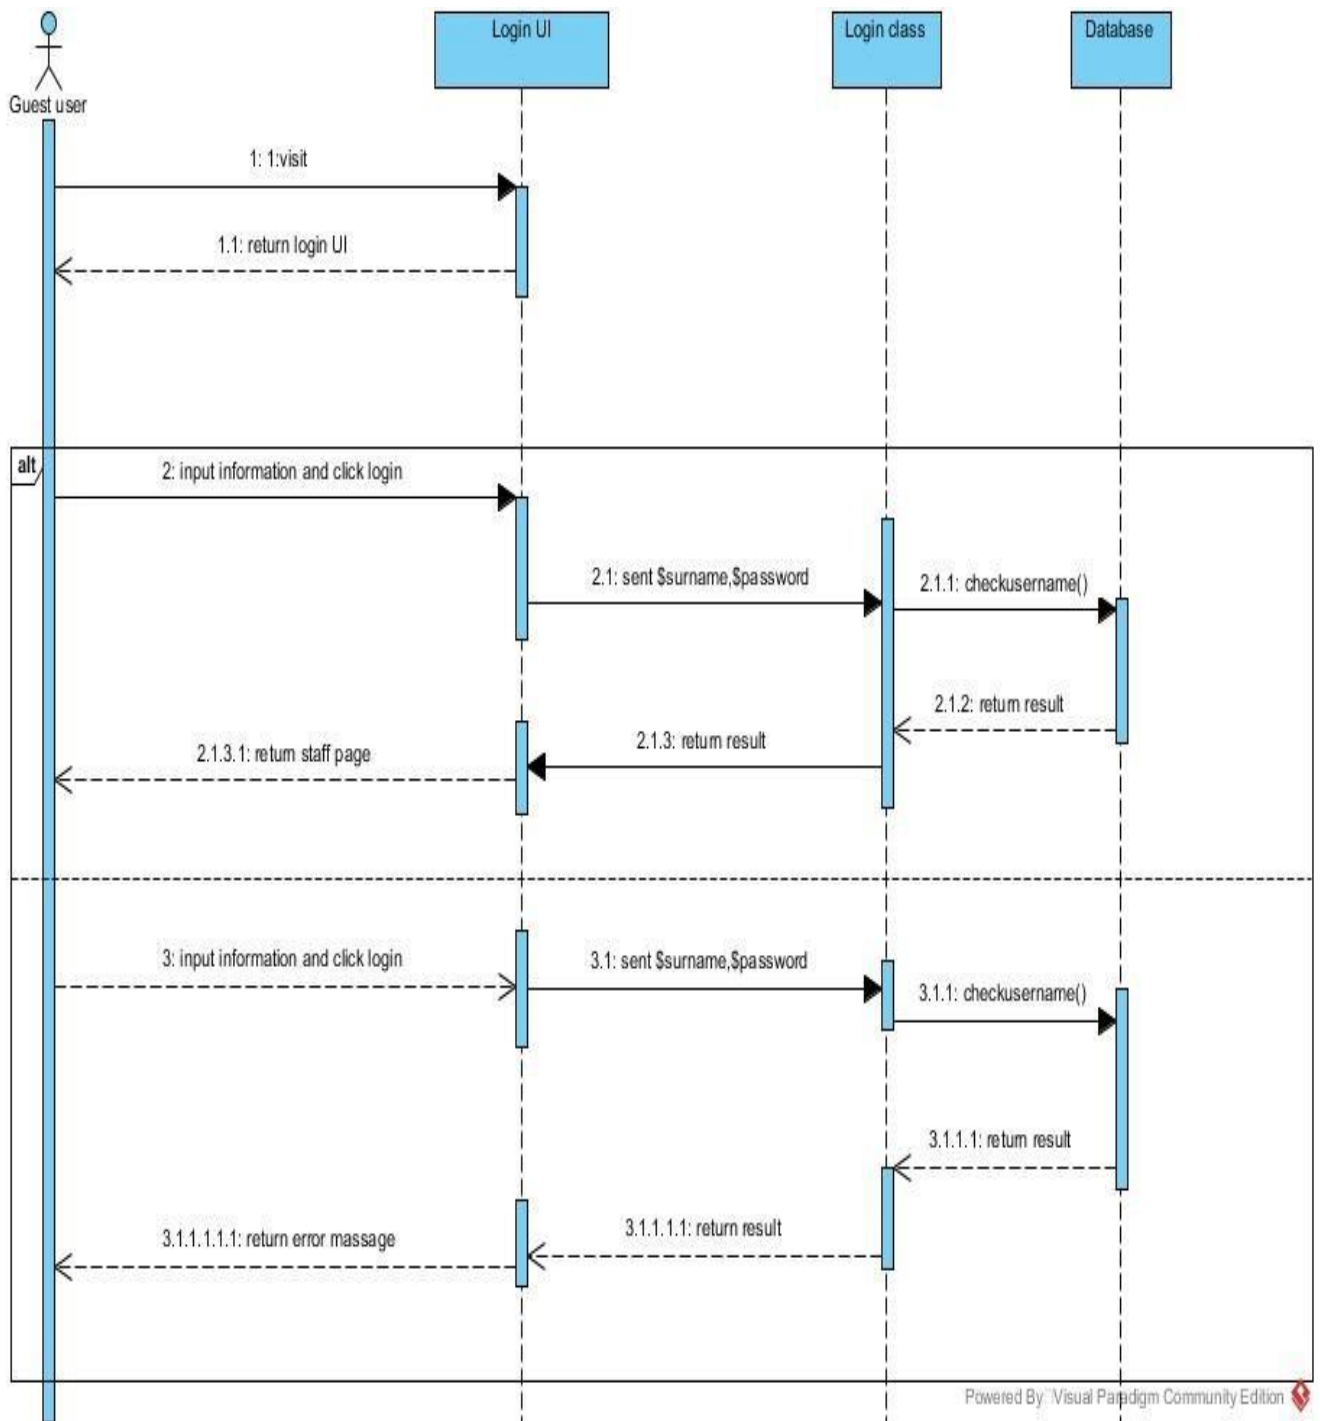 Login UI
Login class
Database
Guest user
1: 1:visit
1.1: return login UI
alt
2: input information and click login
2.1: sent $surname,$password
2.1.1: checkusername()
2.1.2: return result
2.1.3: return result
2.1.3.1: return staff page
3: input information and click login
3.1: sent $surname,$password
3.1.1: checkusername()
3.1.1.1: return result
3.1.1.1.1: return result
3.1.1.1.1.1: return error massage
Powered By Visual Paradigm Community Edition